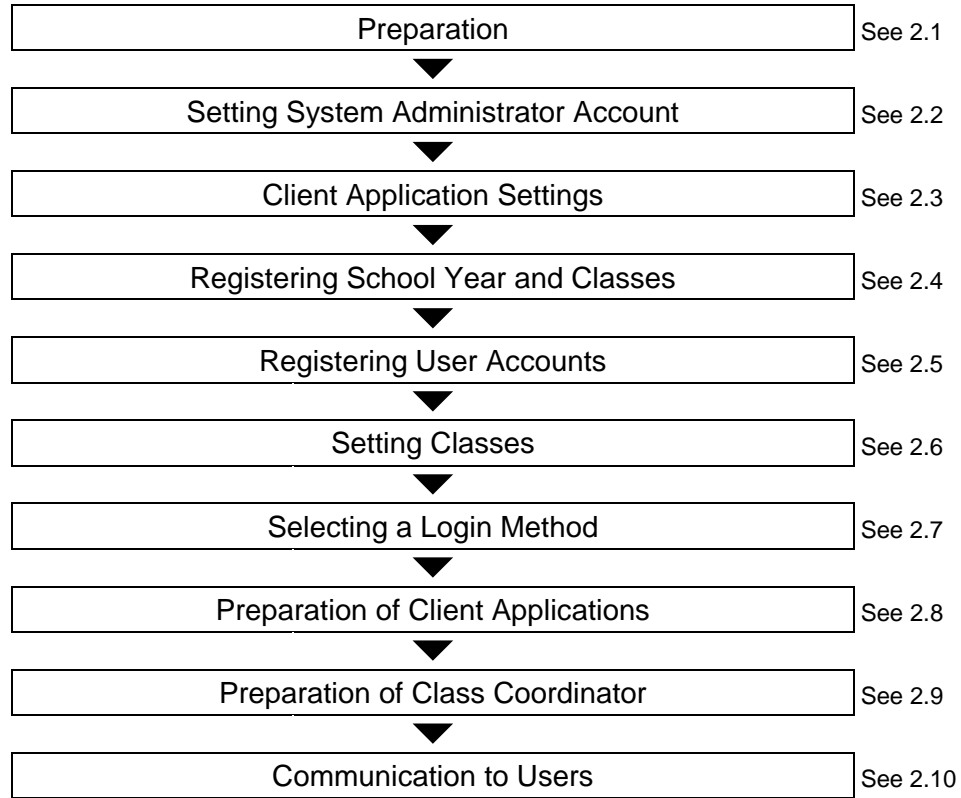 Preparation See 2.1
Setting System Administrator Account See 2.2
Client Application Settings See 2.3
Registering School Year and Classes See 2.4
Registering User Accounts See 2.5
Setting Classes See 2.6
Selecting a Login Method See 2.7
Preparation of Client Applications See 2.8
Preparation of Class Coordinator See 2.9
Communication to Users See 2.10